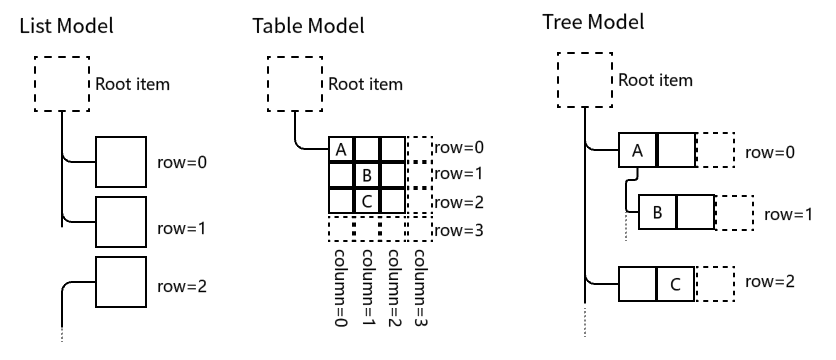 List Model
Root item
row=0
row=1
row=2
Table Model
Root item
A
B
C
row=0
row=1
row=2
row=3
column=0
column=1
column=2
column=3
Tree Model
Root item
A
row=0
B
row=1
C
row=2